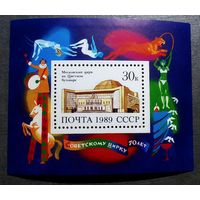 Московский цирк
на Цветном
бульваре
30к
ПОЧТА 1989 СССР
СОВЕТСКОМУ ЦИРКУ 70 ЛЕТ